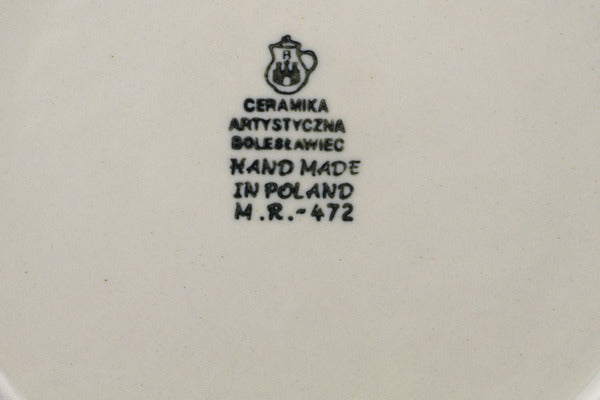 B
CERAMIKA
ARTYSTYCZNA
BOLESŁAWIEC
HAND MADE
IN POLAND
M.R.-472